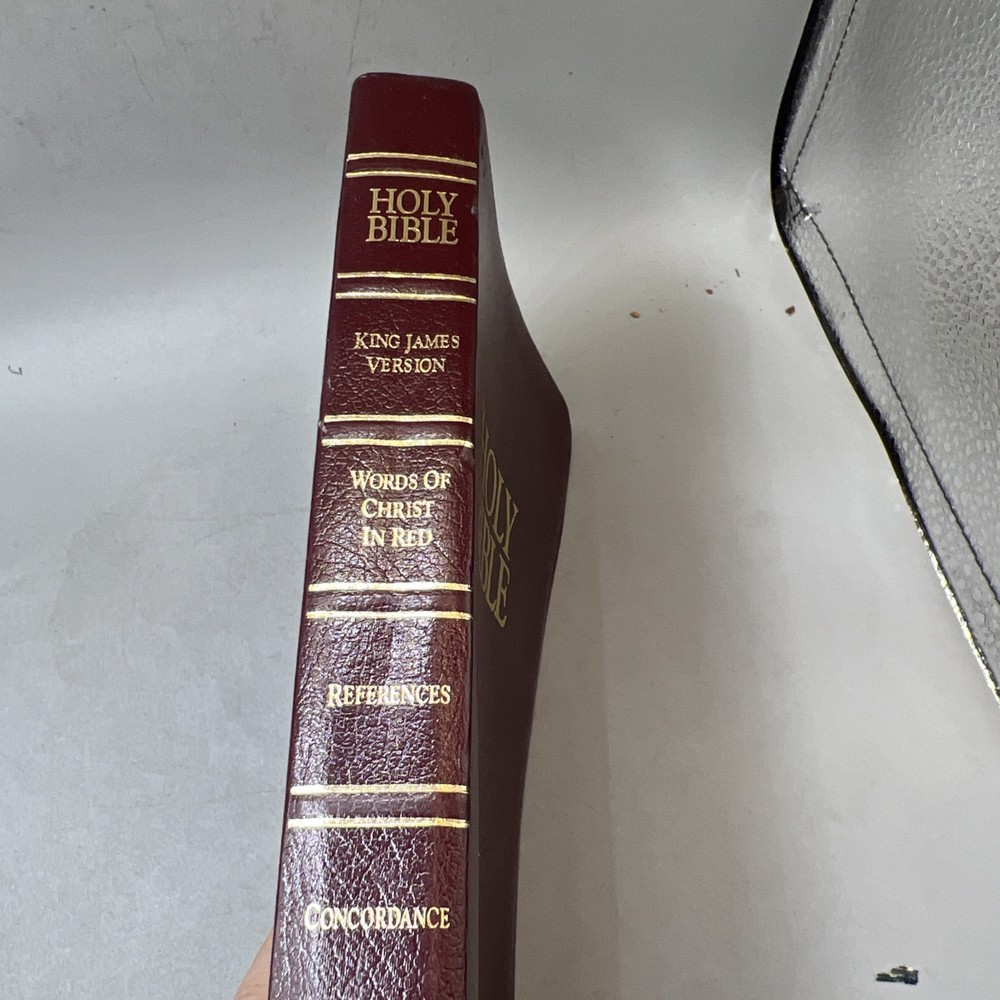 HOLY
BIBLE
KING JAMES
VERSION
WORDS OF
CHRIST
IN RED
REFERENCES
CONCORDANCE
HOLY
BIBLE